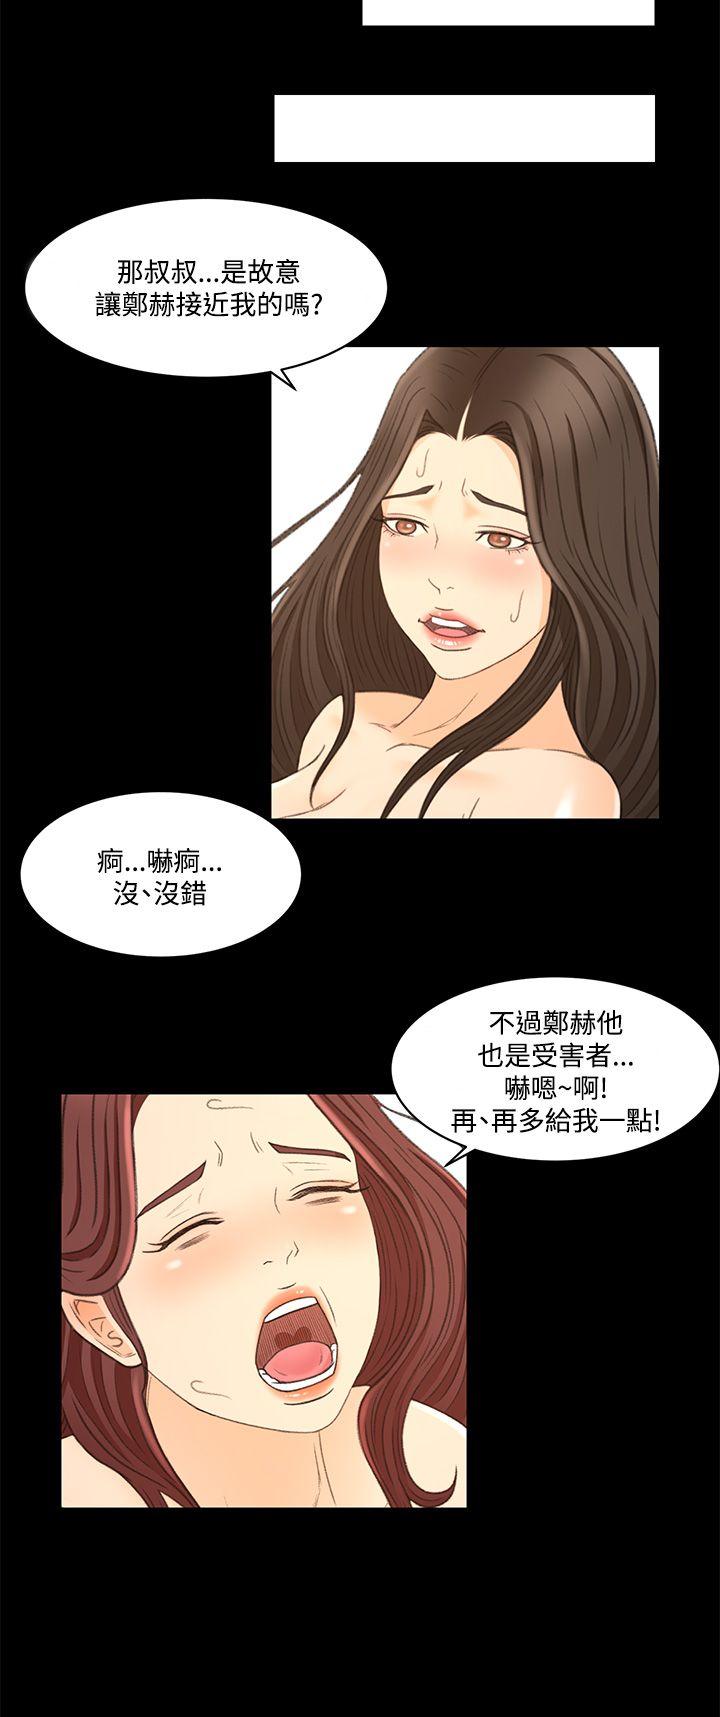 那叔叔...是故意
讓鄭赫接近我的嗎?
痾...嚇痾...
沒、沒錯
不過鄭赫他
也是受害者...
嚇嗯~啊!
再、再多給我一點!